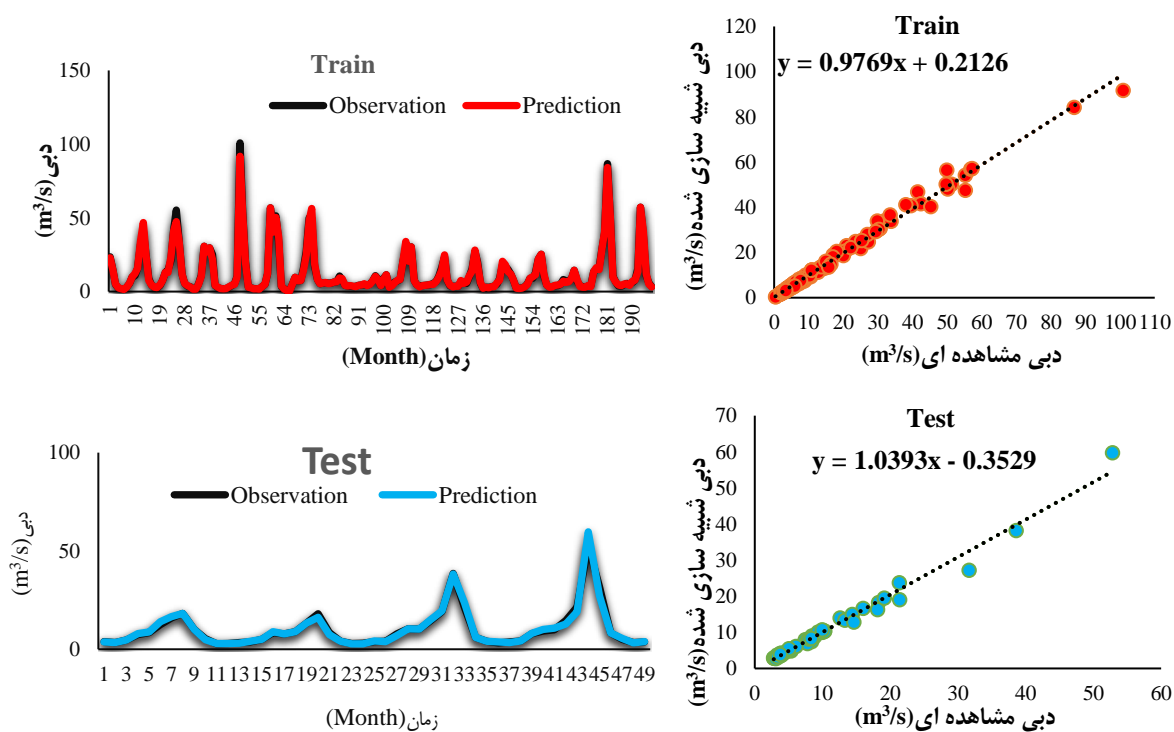 Train
150
100
50
0
Observation
Prediction
دبی(m³/s)
1 10 19 28 37 46 55 64 73 82 91 100 109 118 127 136 145 154 163 172 181 190
زمان(Month)
Train
y = 0.9769x + 0.2126
120
100
80
60
40
20
0
دبی شبیه سازی شده(m³/s)
0 10 20 30 40 50 60 70 80 90 100 110
دبی مشاهده ای(m³/s)
Test
100
50
0
Observation
Prediction
دبی(m³/s)
1 3 5 7 9 11 13 15 17 19 21 23 25 27 29 31 33 35 37 39 41 43 45 47 49
زمان(Month)
Test
y = 1.0393x - 0.3529
70
60
50
40
30
20
10
0
دبی شبیه سازی شده(m³/s)
0 10 20 30 40 50 60
دبی مشاهده ای(m³/s)